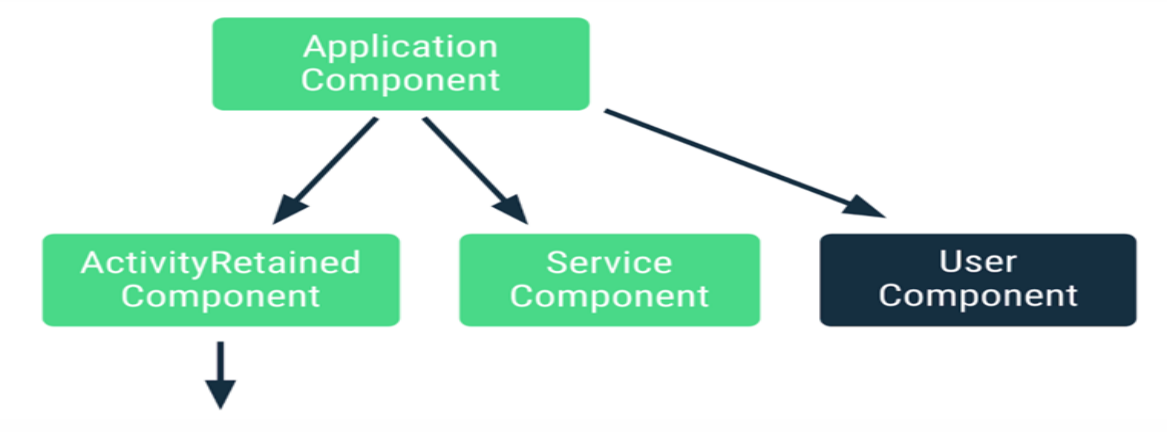 Application
Component
ActivityRetained
Component
Service
Component
User
Component